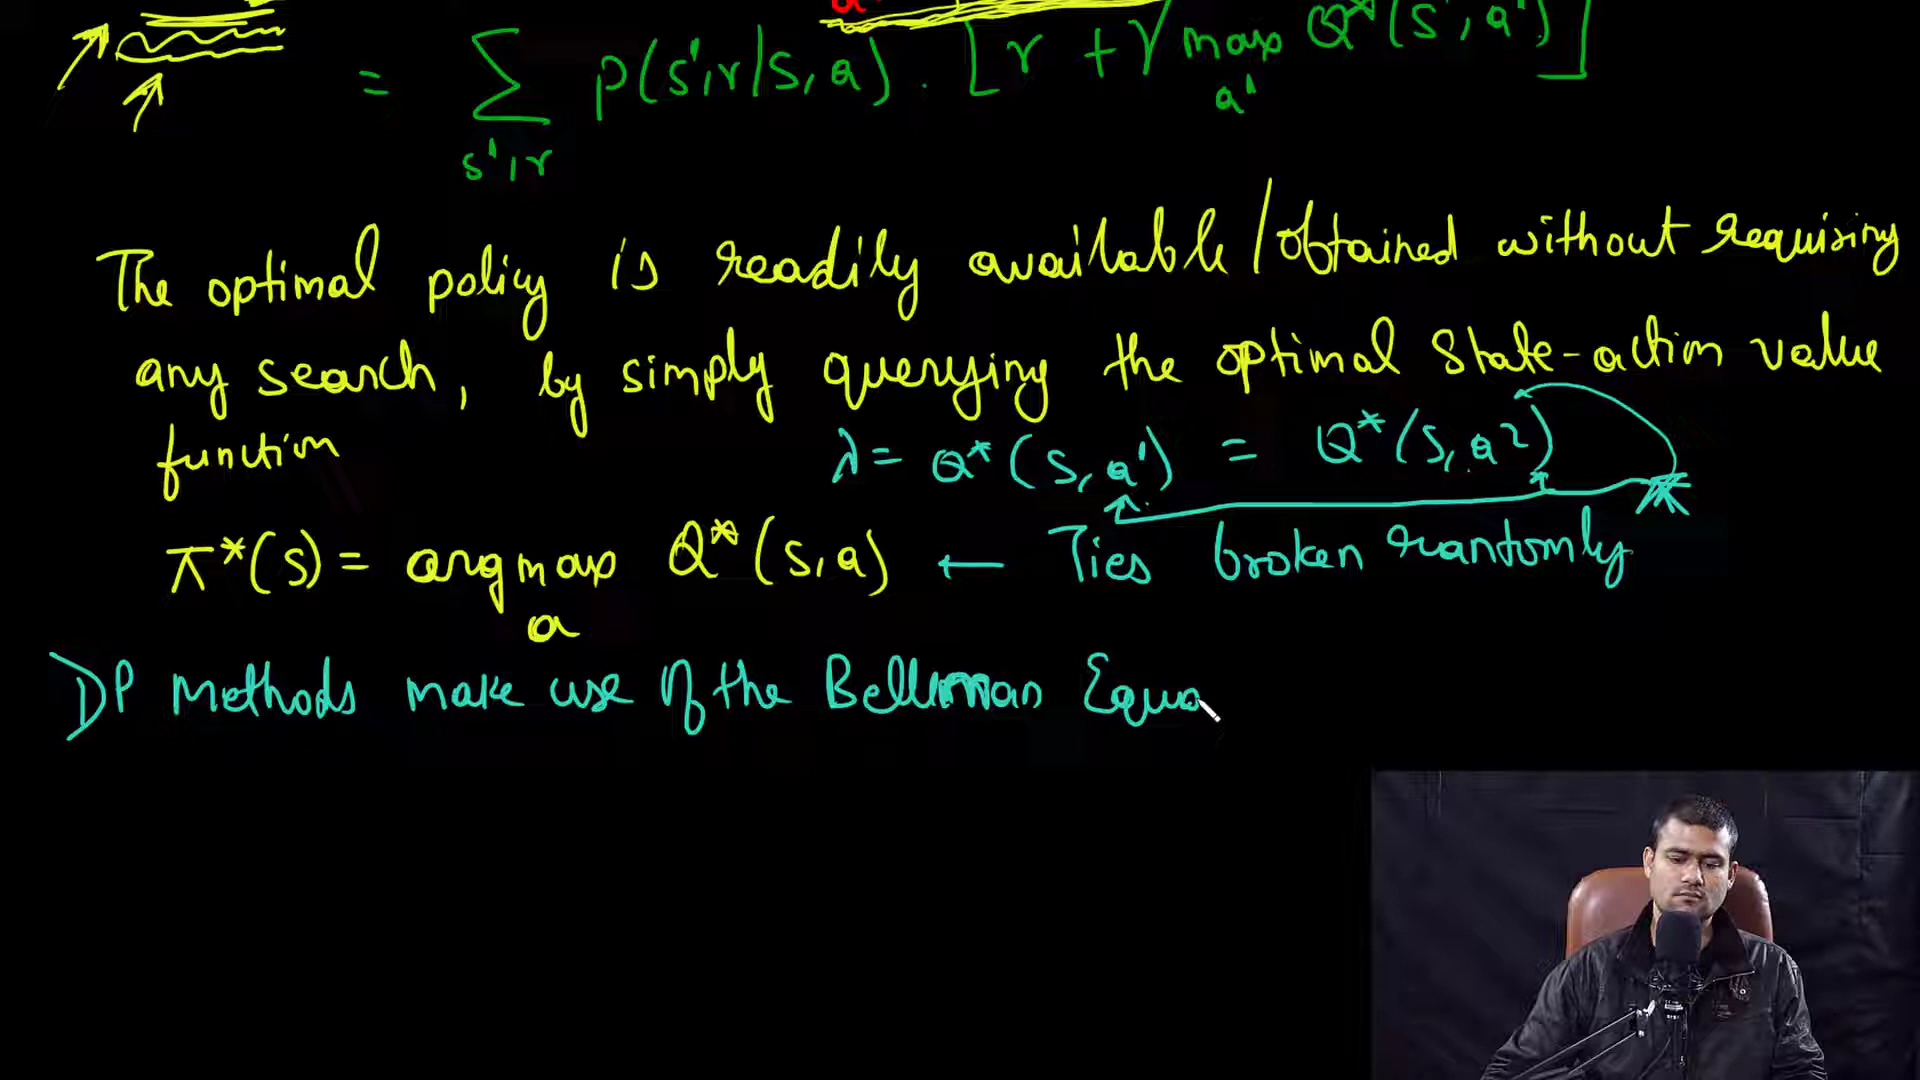 = Σ p(s',r|s,a) . [r + γ max Q*(s',a')]
s',r a'
The optimal policy is readily available/obtained without requiring
any search, by simply querying the optimal state-action value
function λ = Q*(s,a¹) = Q*(s,a²)
π*(s) = argmax Q*(s,a) ← Ties broken rantomly
a
DP Methods make use of the Bellman Equa